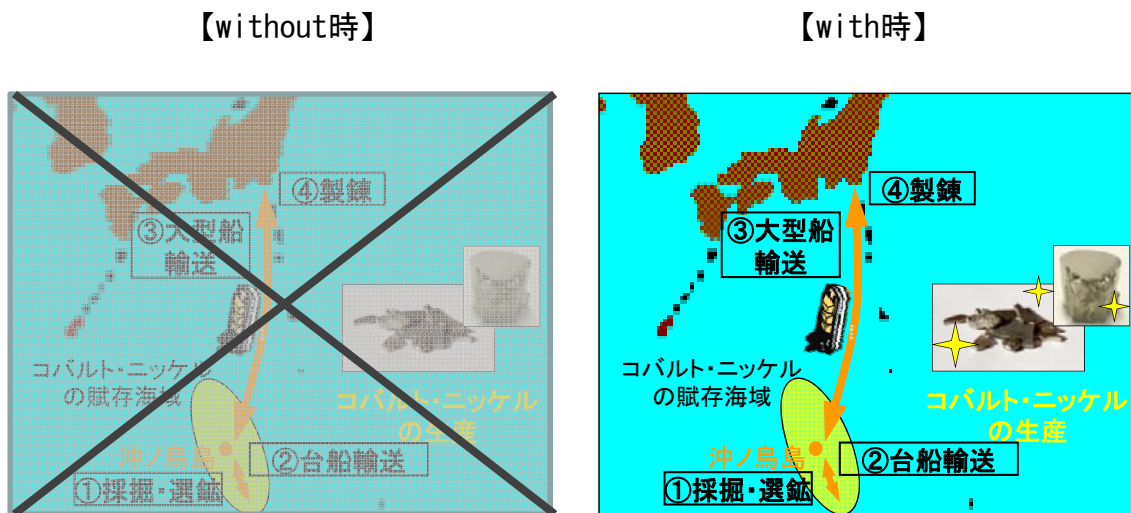 【without時】
④製錬
③大型船
輸送
コバルト・ニッケル
の賦存海域
コバルト・ニッケル
の生産
沖ノ鳥島
②台船輸送
①採掘・選鉱
【with時】
④製錬
③大型船
輸送
コバルト・ニッケル
の賦存海域
コバルト・ニッケル
の生産
沖ノ鳥島
②台船輸送
①採掘・選鉱